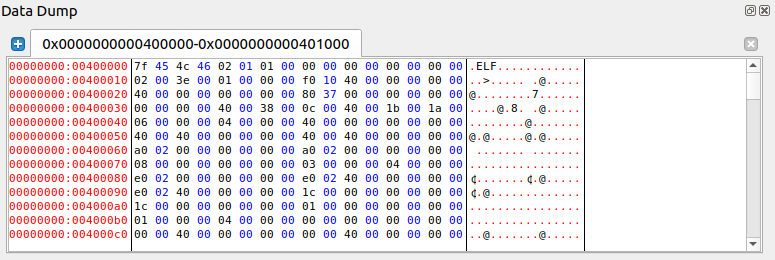 Data Dump
0x0000000000400000-0x0000000000401000
00000000:00400000 7f 45 4c 46 02 01 01 00 00 00 00 00 00 00 00 00 .ELF............
00000000:00400010 02 00 3e 00 01 00 00 00 f0 10 40 00 00 00 00 00 ..>..... .@.....
00000000:00400020 40 00 00 00 00 00 00 00 80 37 00 00 00 00 00 00 @........7......
00000000:00400030 00 00 00 00 40 00 38 00 0c 00 40 00 1b 00 1a 00 ....@.8. .@.....
00000000:00400040 06 00 00 00 04 00 00 00 40 00 00 00 00 00 00 00 ........@.......
00000000:00400050 40 00 40 00 00 00 00 00 40 00 40 00 00 00 00 00 @.@.....@.@.....
00000000:00400060 a0 02 00 00 00 00 00 00 a0 02 00 00 00 00 00 00  ....... .......
00000000:00400070 08 00 00 00 00 00 00 00 03 00 00 00 04 00 00 00 ................
00000000:00400080 e0 02 00 00 00 00 00 00 e0 02 40 00 00 00 00 00 ¢.......¢.@.....
00000000:00400090 e0 02 40 00 00 00 00 00 1c 00 00 00 00 00 00 00 ¢.@.............
00000000:004000a0 1c 00 00 00 00 00 00 00 01 00 00 00 00 00 00 00 ................
00000000:004000b0 01 00 00 00 04 00 00 00 00 00 00 00 00 00 00 00 ................
00000000:004000c0 00 00 40 00 00 00 00 00 00 00 40 00 00 00 00 00 ..@.......@.....